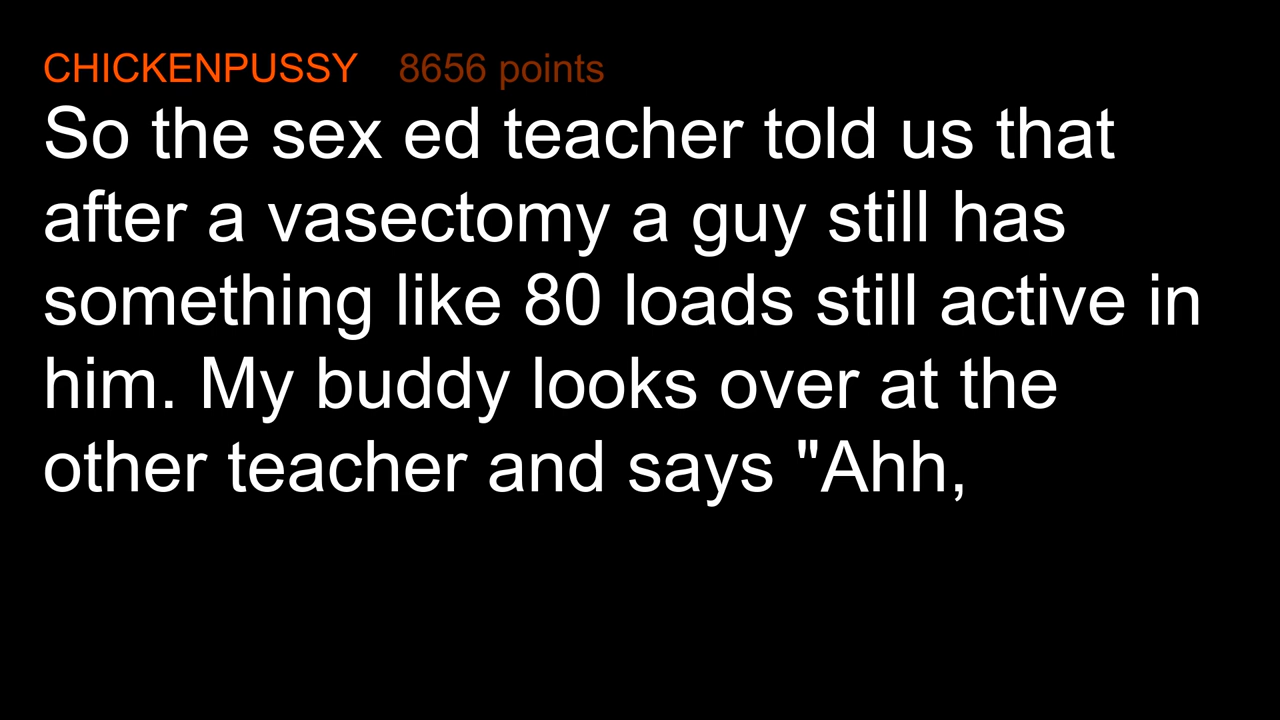 CHICKENPUSSY 8656 points
So the sex ed teacher told us that
after a vasectomy a guy still has
something like 80 loads still active in
him. My buddy looks over at the
other teacher and says "Ahh,